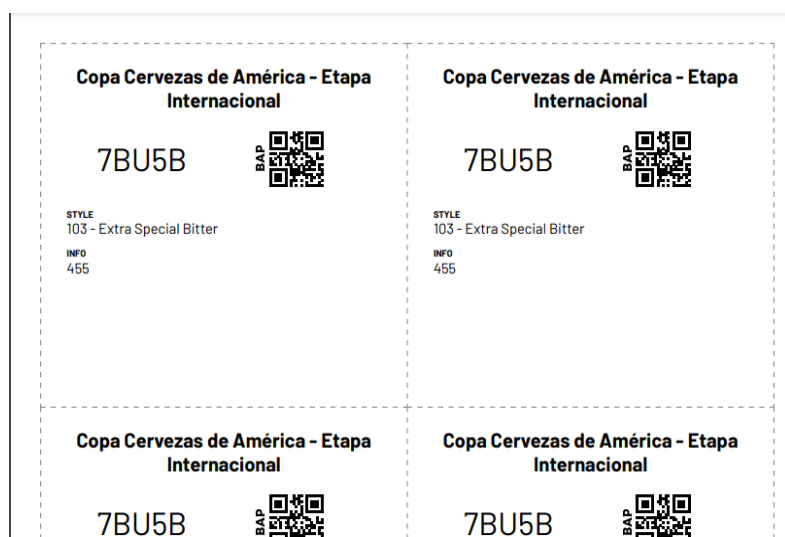 Copa Cervezas de América - Etapa
Internacional
7BU5B
BAP
STYLE
103 - Extra Special Bitter
INFO
455
Copa Cervezas de América - Etapa
Internacional
7BU5B
BAP
STYLE
103 - Extra Special Bitter
INFO
455
Copa Cervezas de América - Etapa
Internacional
7BU5B
BAP
Copa Cervezas de América - Etapa
Internacional
7BU5B
BAP